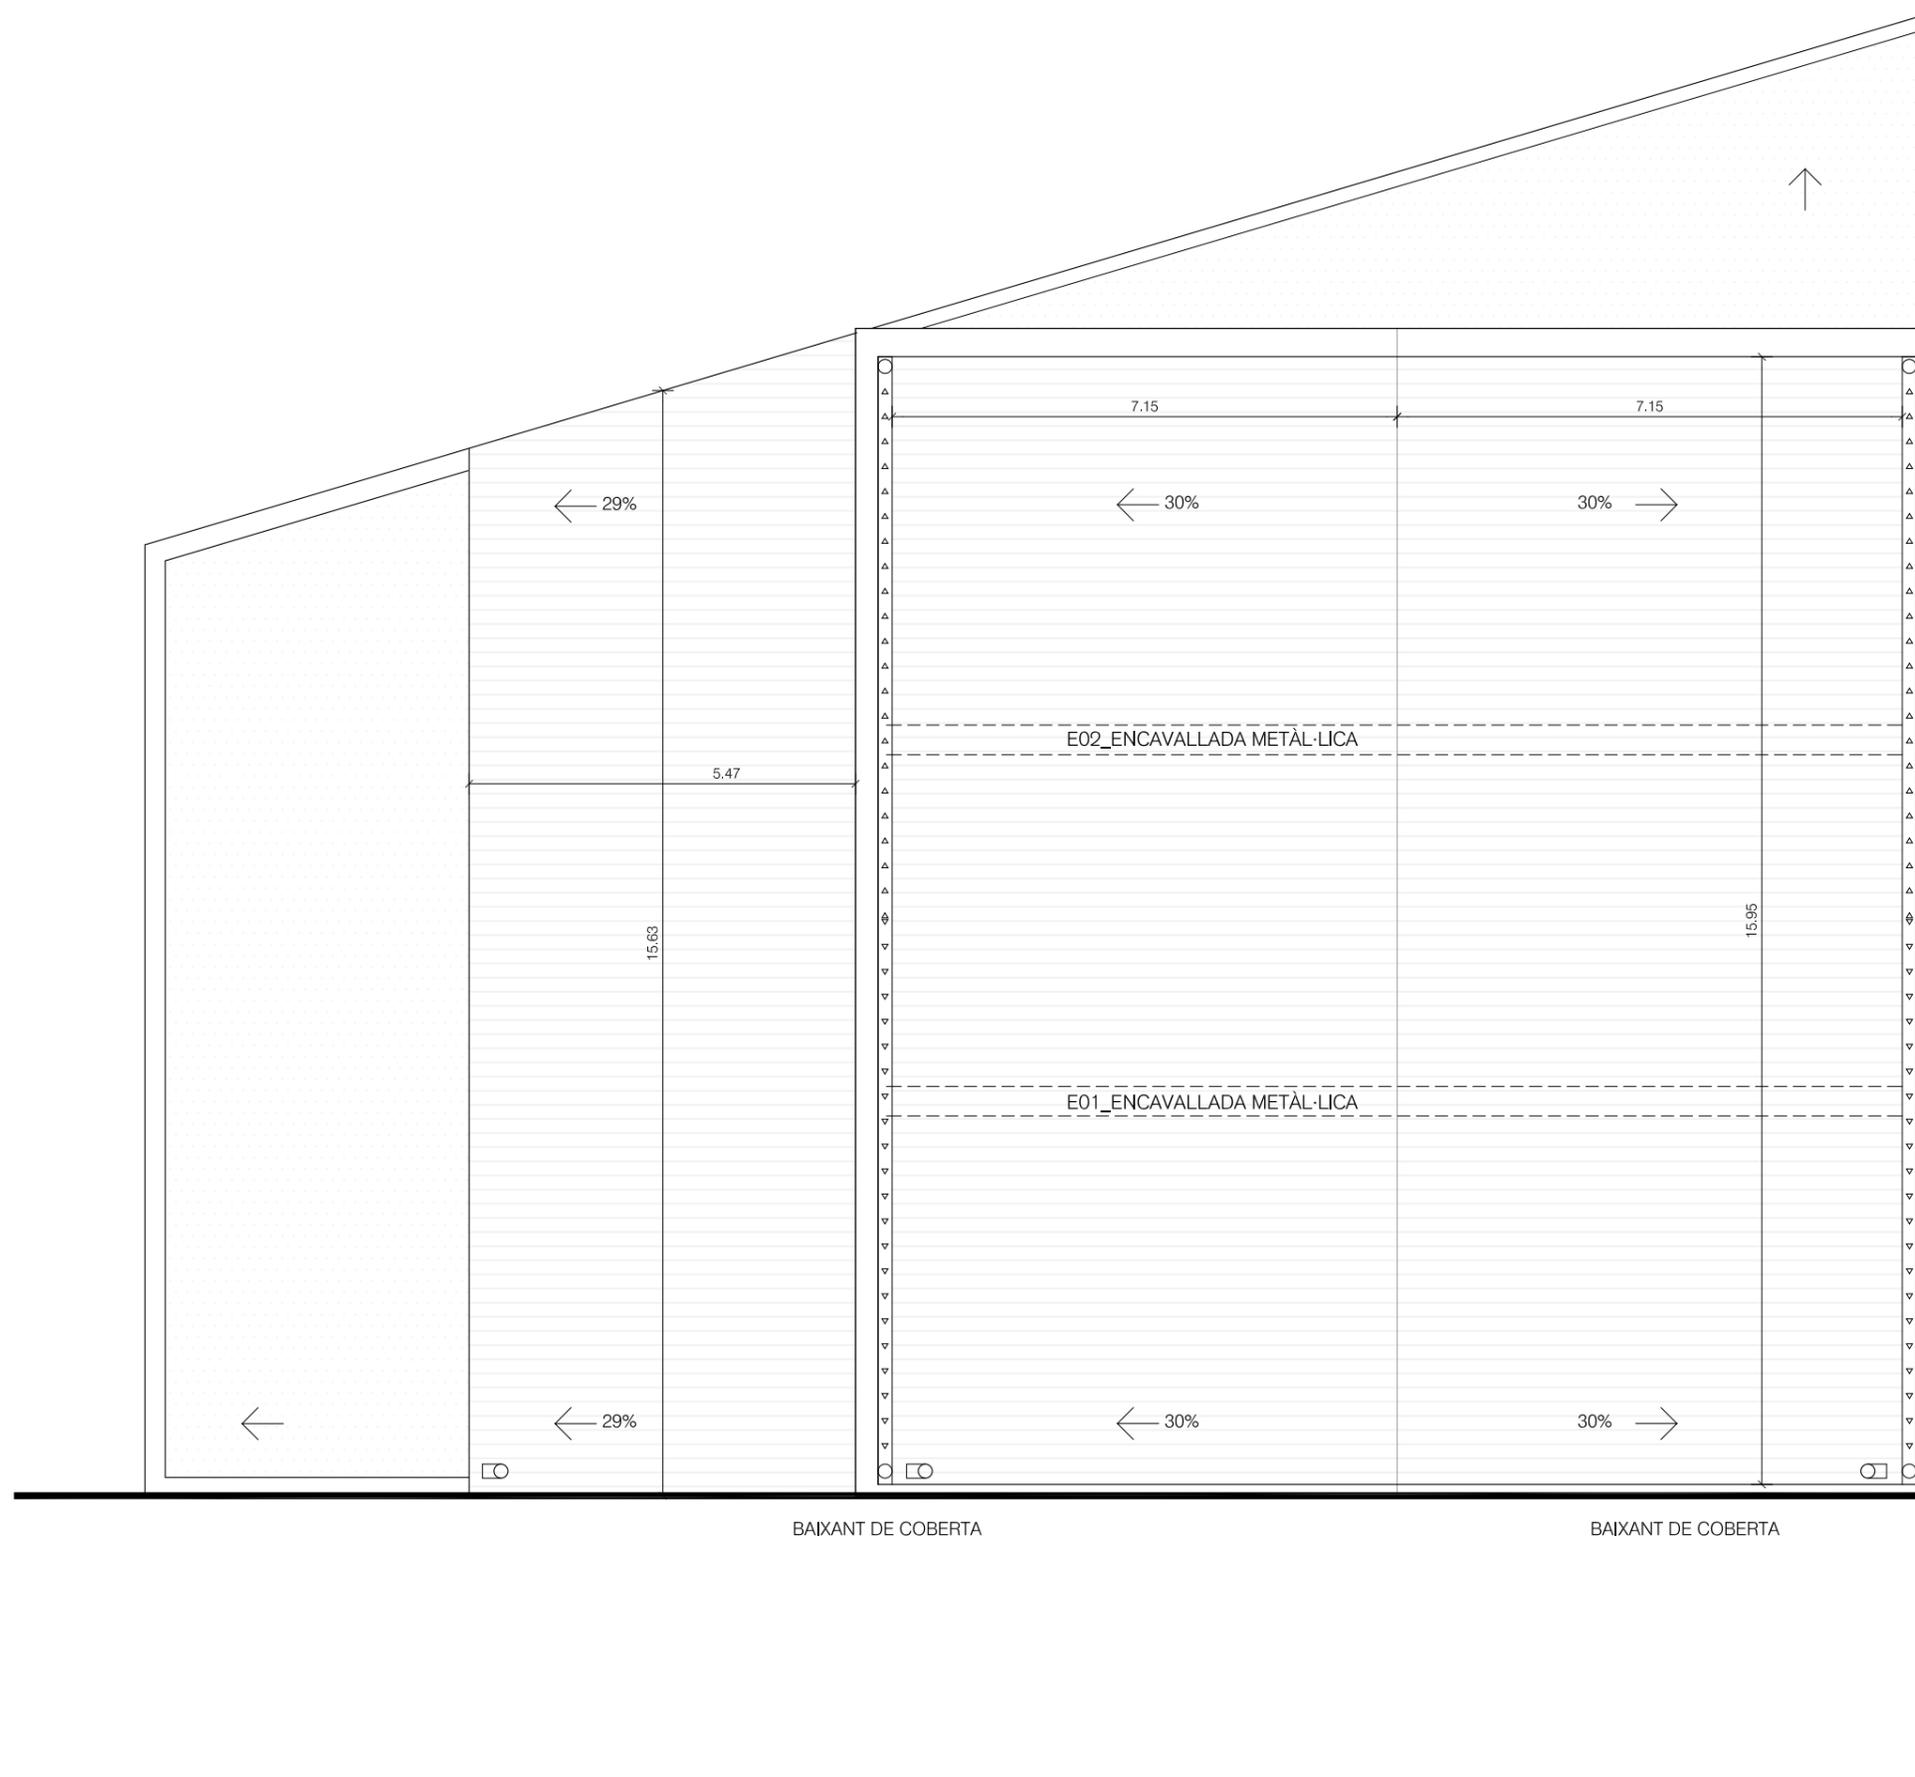 7.15
7.15
29%
30%
30%
E02_ENCAVALLADA METÀL·LICA
5.47
15.63
15.95
E01_ENCAVALLADA METÀL·LICA
29%
30%
30%
BAIXANT DE COBERTA
BAIXANT DE COBERTA